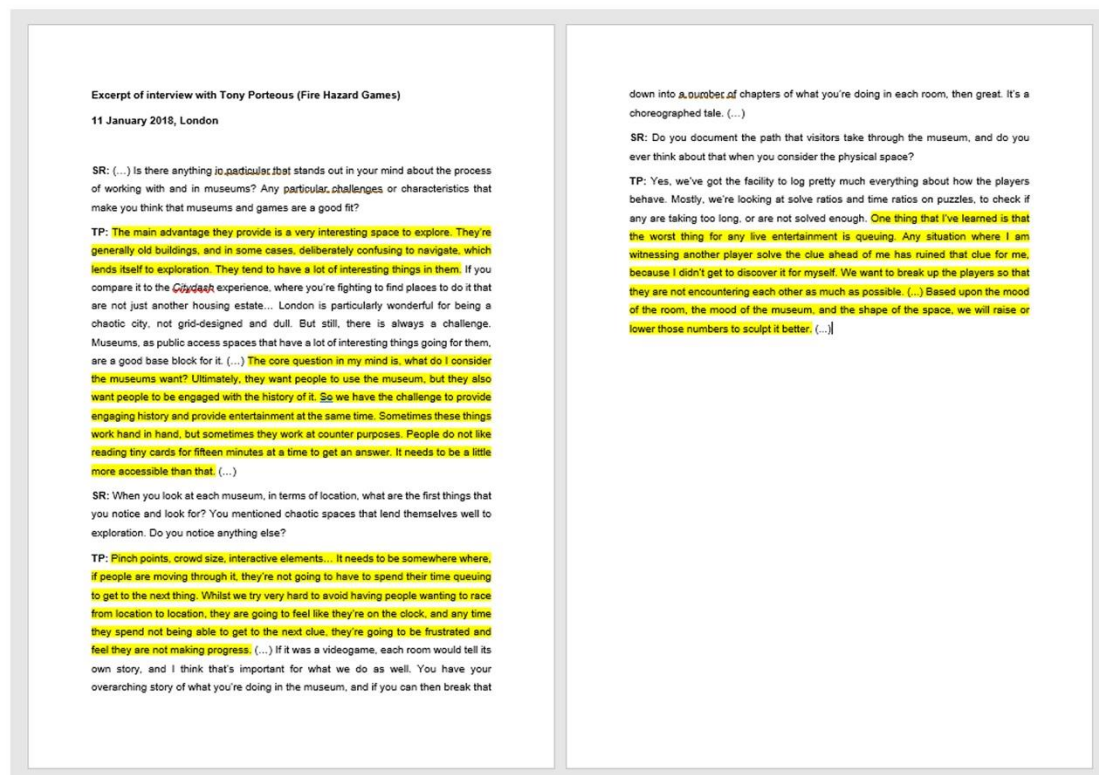 Excerpt of interview with Tony Porteous (Fire Hazard Games)
11 January 2018, London
SR: (…) Is there anything in particular that stands out in your mind about the process
of working with and in museums? Any particular challenges or characteristics that
make you think that museums and games are a good fit?
TP: The main advantage they provide is a very interesting space to explore. They're
generally old buildings, and in some cases, deliberately confusing to navigate, which
lends itself to exploration. They tend to have a lot of interesting things in them. If you
compare it to the Citydash experience, where you're fighting to find places to do it that
are not just another housing estate… London is particularly wonderful for being a
chaotic city, not grid-designed and dull. But still, there is always a challenge.
Museums, as public access spaces that have a lot of interesting things going for them,
are a good base block for it. (…) The core question in my mind is, what do I consider
the museums want? Ultimately, they want people to use the museum, but they also
want people to be engaged with the history of it. So we have the challenge to provide
engaging history and provide entertainment at the same time. Sometimes these things
work hand in hand, but sometimes they work at counter purposes. People do not like
reading tiny cards for fifteen minutes at a time to get an answer. It needs to be a little
more accessible than that. (…)
SR: When you look at each museum, in terms of location, what are the first things that
you notice and look for? You mentioned chaotic spaces that lend themselves well to
exploration. Do you notice anything else?
TP: Pinch points, crowd size, interactive elements… It needs to be somewhere where,
if people are moving through it, they're not going to have to spend their time queuing
to get to the next thing. Whilst we try very hard to avoid having people wanting to race
from location to location, they are going to feel like they're on the clock, and any time
they spend not being able to get to the next clue, they're going to be frustrated and
feel they are not making progress. (…) If it was a videogame, each room would tell its
own story, and I think that's important for what we do as well. You have your
overarching story of what you're doing in the museum, and if you can then break that
down into a number of chapters of what you're doing in each room, then great. It's a
choreographed tale. (…)
SR: Do you document the path that visitors take through the museum, and do you
ever think about that when you consider the physical space?
TP: Yes, we've got the facility to log pretty much everything about how the players
behave. Mostly, we're looking at solve ratios and time ratios on puzzles, to check if
any are taking too long, or are not solved enough. One thing that I've learned is that
the worst thing for any live entertainment is queuing. Any situation where I am
witnessing another player solve the clue ahead of me has ruined that clue for me,
because I didn't get to discover it for myself. We want to break up the players so that
they are not encountering each other as much as possible. (…) Based upon the mood
of the room, the mood of the museum, and the shape of the space, we will raise or
lower those numbers to sculpt it better. (…)